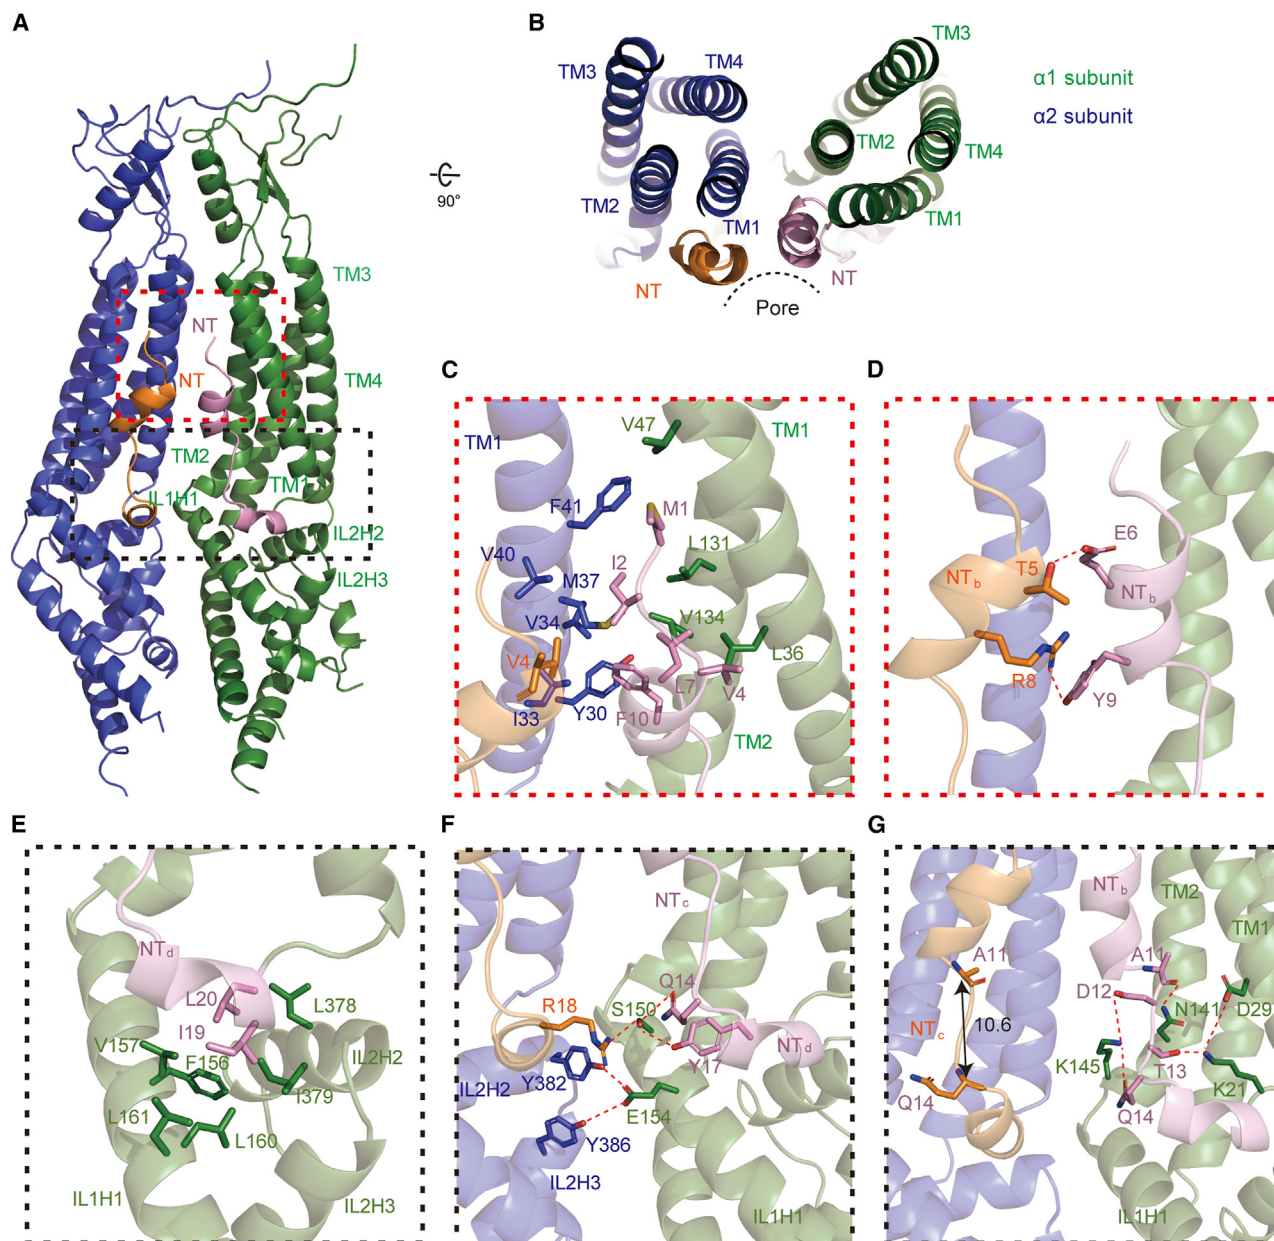 A
NT
NT
TM3
TM4
TM2
TM1
IL1H1
IL2H2
IL2H3
90°
B
TM3
TM4
TM2
TM1
NT
TM3
TM2
TM4
TM1
NT
Pore
α1 subunit
α2 subunit
C
TM1
V47
TM1
F41
M1
V40
I2
L131
M37
V34
V134
V4
L36
L7
V4
I33
Y30
F10
TM2
D
T5
E6
NTb
NTb
R8
Y9
E
NTd
L20
L378
I19
V157
F156
IL2H2
I379
L161
L160
IL1H1
IL2H3
F
NTc
Q14
R18
S150
NTd
Y17
IL2H2
Y382
E154
Y386
IL2H3
IL1H1
G
NTb
TM2
TM1
A11
A11
D12
N141
D29
NTc
10.6
K145
T13
K21
Q14
Q14
IL1H1